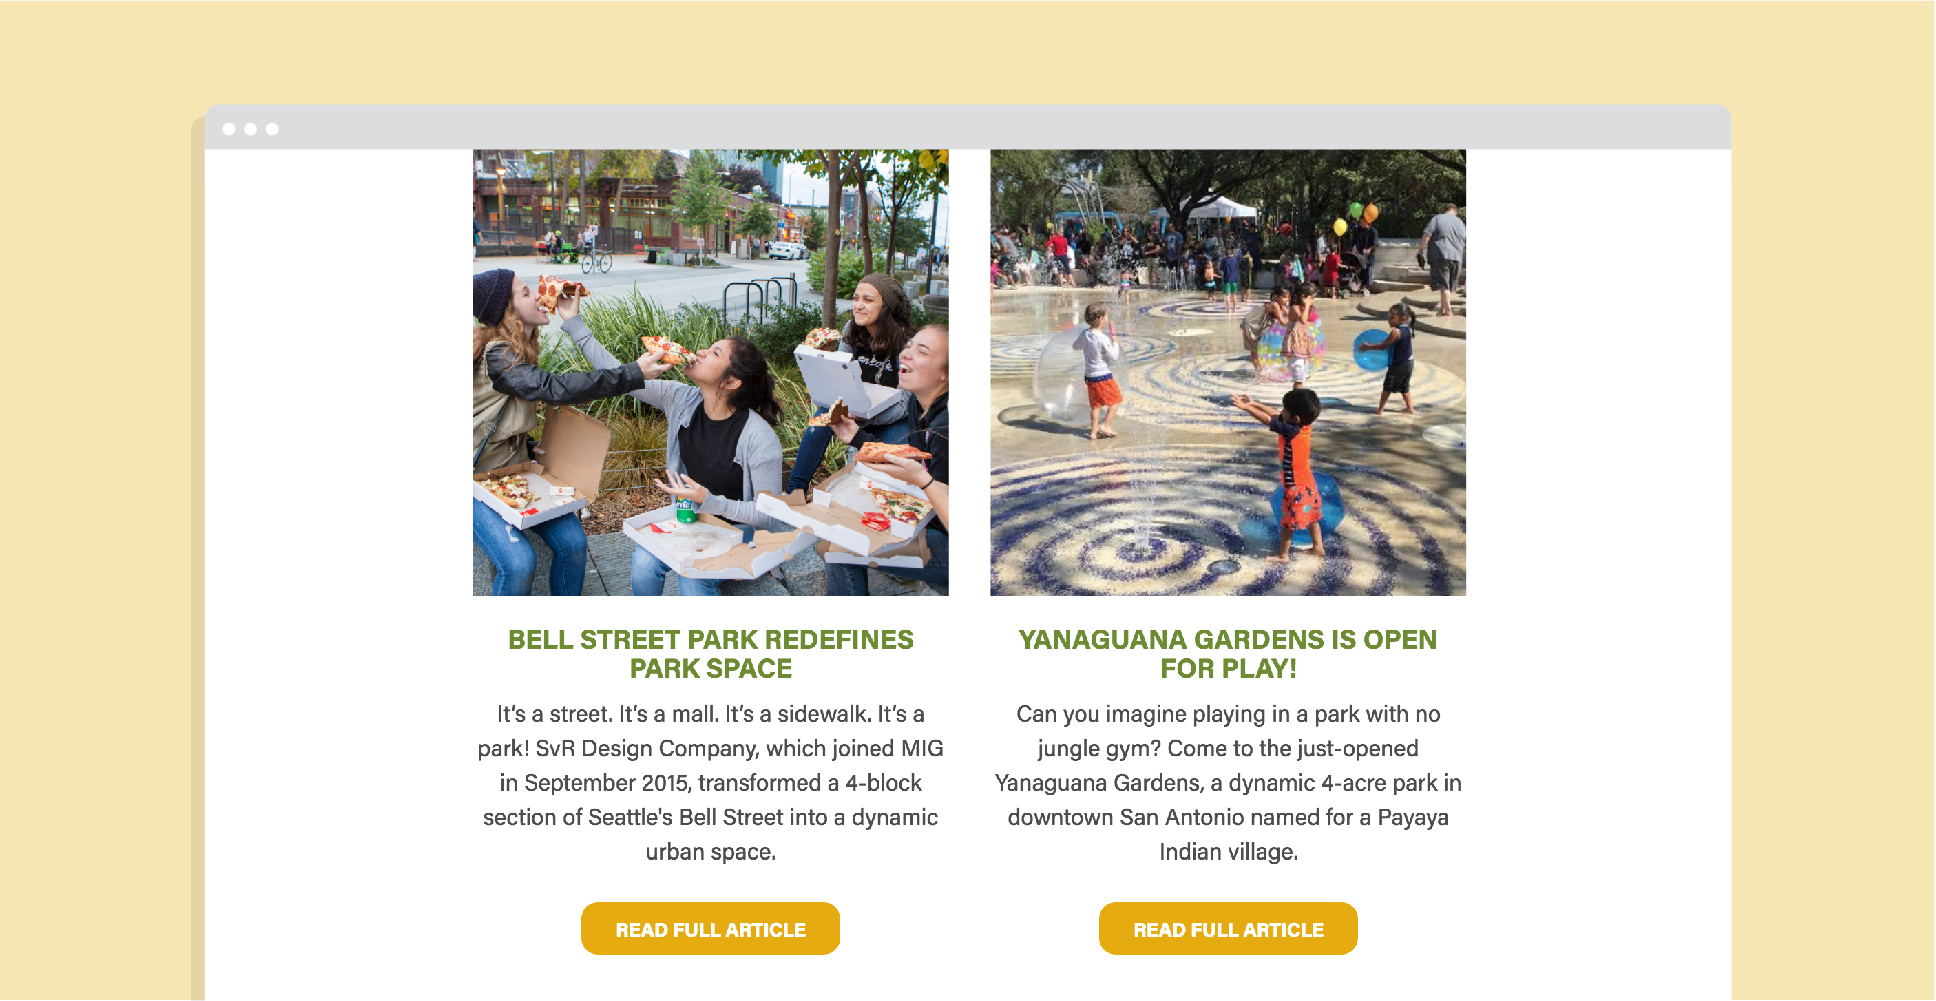 BELL STREET PARK REDEFINES
PARK SPACE
It's a street. It's a mall. It's a sidewalk. It's a
park! SvR Design Company, which joined MIG
in September 2015, transformed a 4-block
section of Seattle's Bell Street into a dynamic
urban space.
READ FULL ARTICLE
YANAGUANA GARDENS IS OPEN
FOR PLAY!
Can you imagine playing in a park with no
jungle gym? Come to the just-opened
Yanaguana Gardens, a dynamic 4-acre park in
downtown San Antonio named for a Payaya
Indian village.
READ FULL ARTICLE